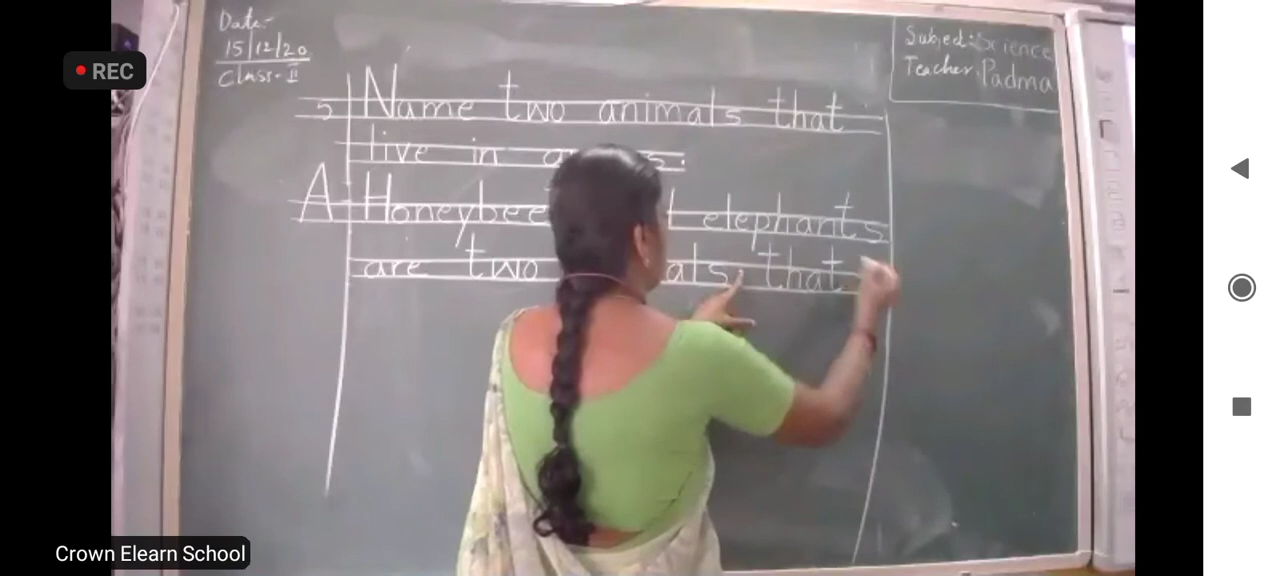 Date:-
15/12/20
Class-II
Subject: Science
Teacher: Padma
REC
5 Name two animals that
live in
A- Honeybee elephants
are two that
Crown Elearn School